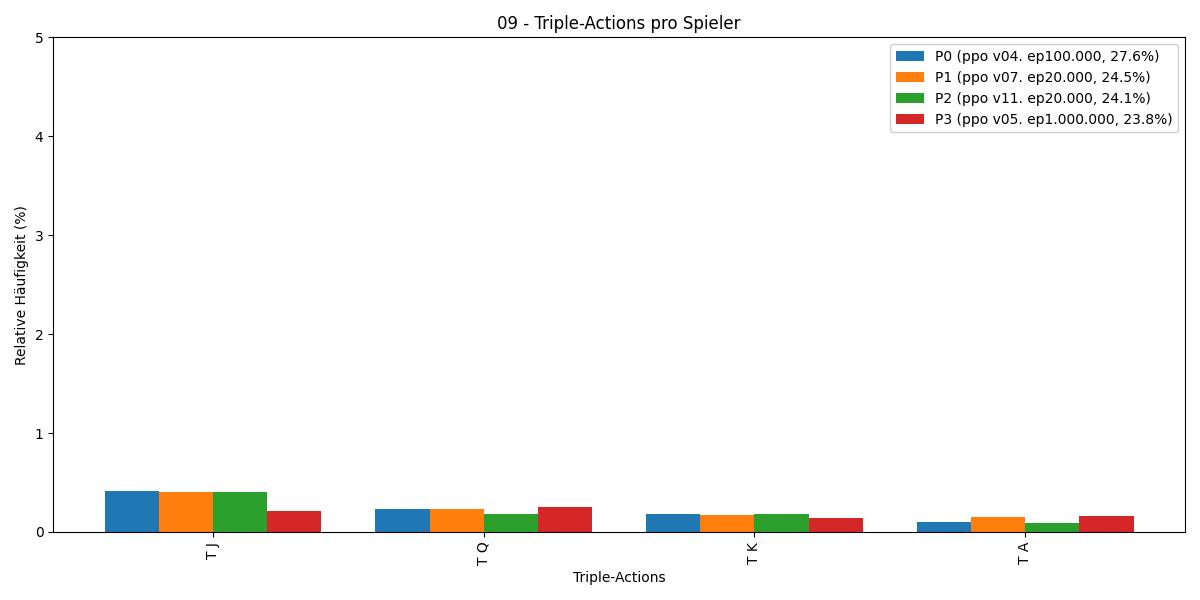 09 - Triple-Actions pro Spieler
P0 (ppo v04. ep100.000, 27.6%)
P1 (ppo v07. ep20.000, 24.5%)
P2 (ppo v11. ep20.000, 24.1%)
P3 (ppo v05. ep1.000.000, 23.8%)
Relative Häufigkeit (%)
5
4
3
2
1
0
T J
T Q
T K
T A
Triple-Actions